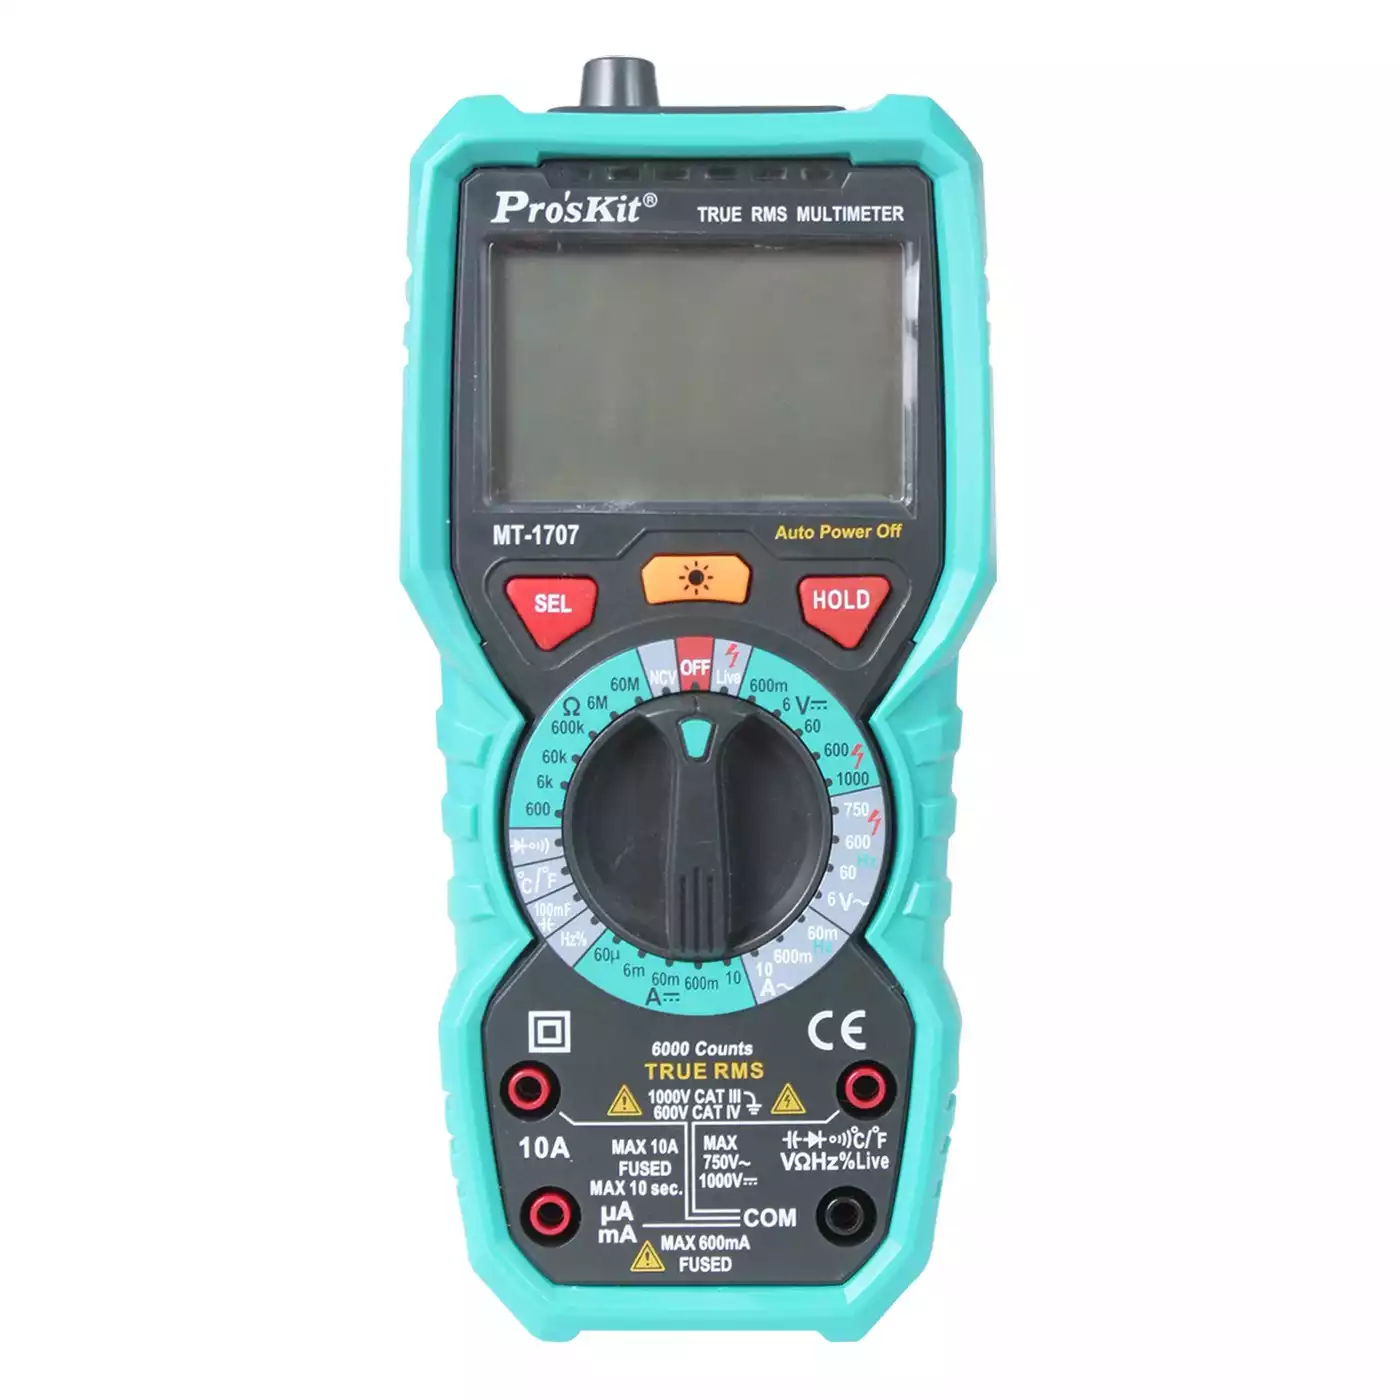 Pro'sKit®
TRUE RMS MULTIMETER
MT-1707
Auto Power Off
SEL
HOLD
NCV
OFF
Live
600m
6 V⎓
60
600
1000
750
600
Hz
60
6 V~
60m
Hz
600m
10
A~
10
600m
60m
A⎓
6m
60µ
Hz%
100mF
°C/°F
600
6k
60k
600k
Ω 6M
60M
CE
6000 Counts
TRUE RMS
1000V CAT III
600V CAT IV
10A
MAX 10A
FUSED
MAX 10 sec.
MAX
750V~
1000V⎓
°C/°F
VΩHz%Live
µA
mA
COM
MAX 600mA
FUSED